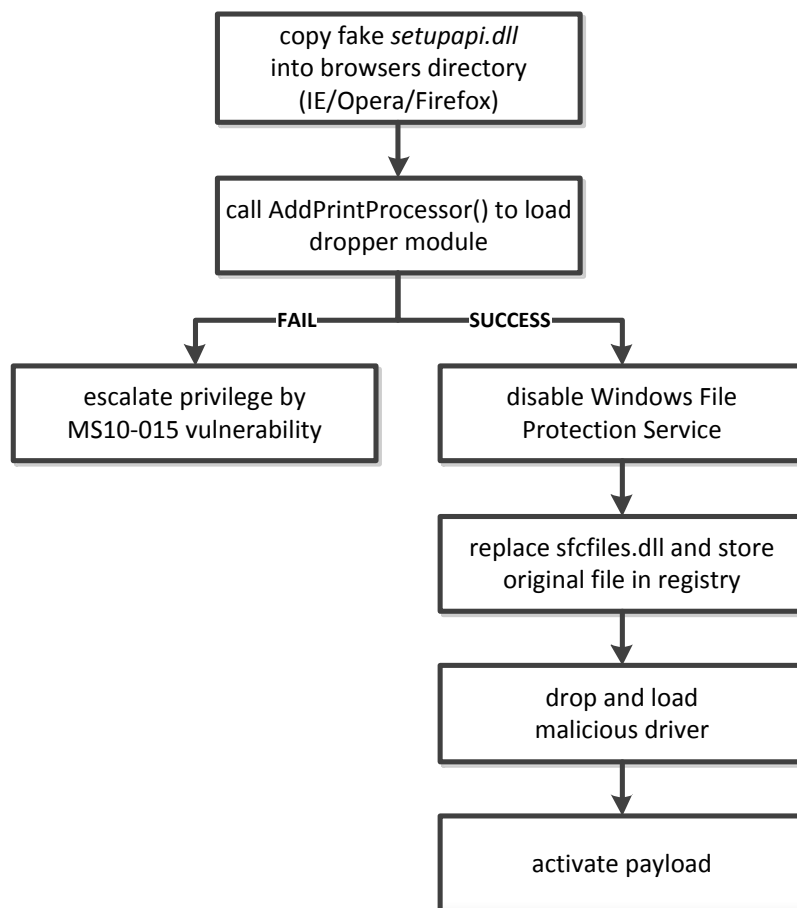 copy fake setupapi.dll
into browsers directory
(IE/Opera/Firefox)
call AddPrintProcessor() to load
dropper module
FAIL
SUCCESS
escalate privilege by
MS10-015 vulnerability
disable Windows File
Protection Service
replace sfcfiles.dll and store
original file in registry
drop and load
malicious driver
activate payload